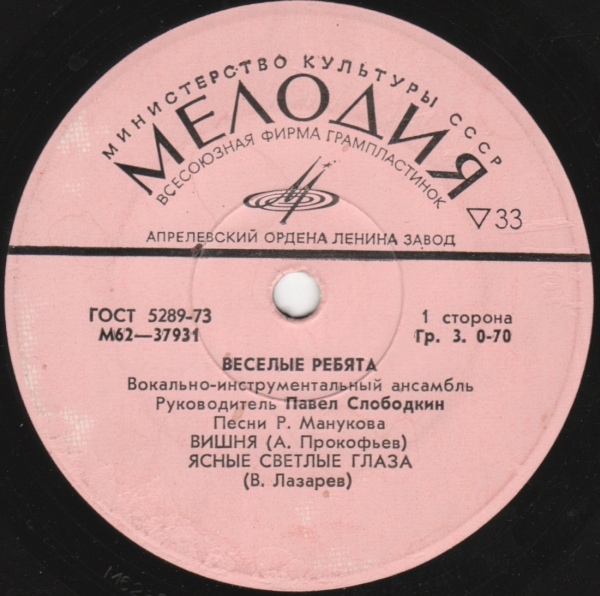 МИНИСТЕРСТВО КУЛЬТУРЫ СССР
МЕЛОДИЯ
ВСЕСОЮЗНАЯ ФИРМА ГРАМПЛАСТИНОК
▽33
АПРЕЛЕВСКИЙ ОРДЕНА ЛЕНИНА ЗАВОД
ГОСТ 5289-73
М62—37931
1 сторона
Гр. 3. 0-70
ВЕСЕЛЫЕ РЕБЯТА
Вокально-инструментальный ансамбль
Руководитель Павел Слободкин
Песни Р. Манукова
ВИШНЯ (А. Прокофьев)
ЯСНЫЕ СВЕТЛЫЕ ГЛАЗА
(В. Лазарев)